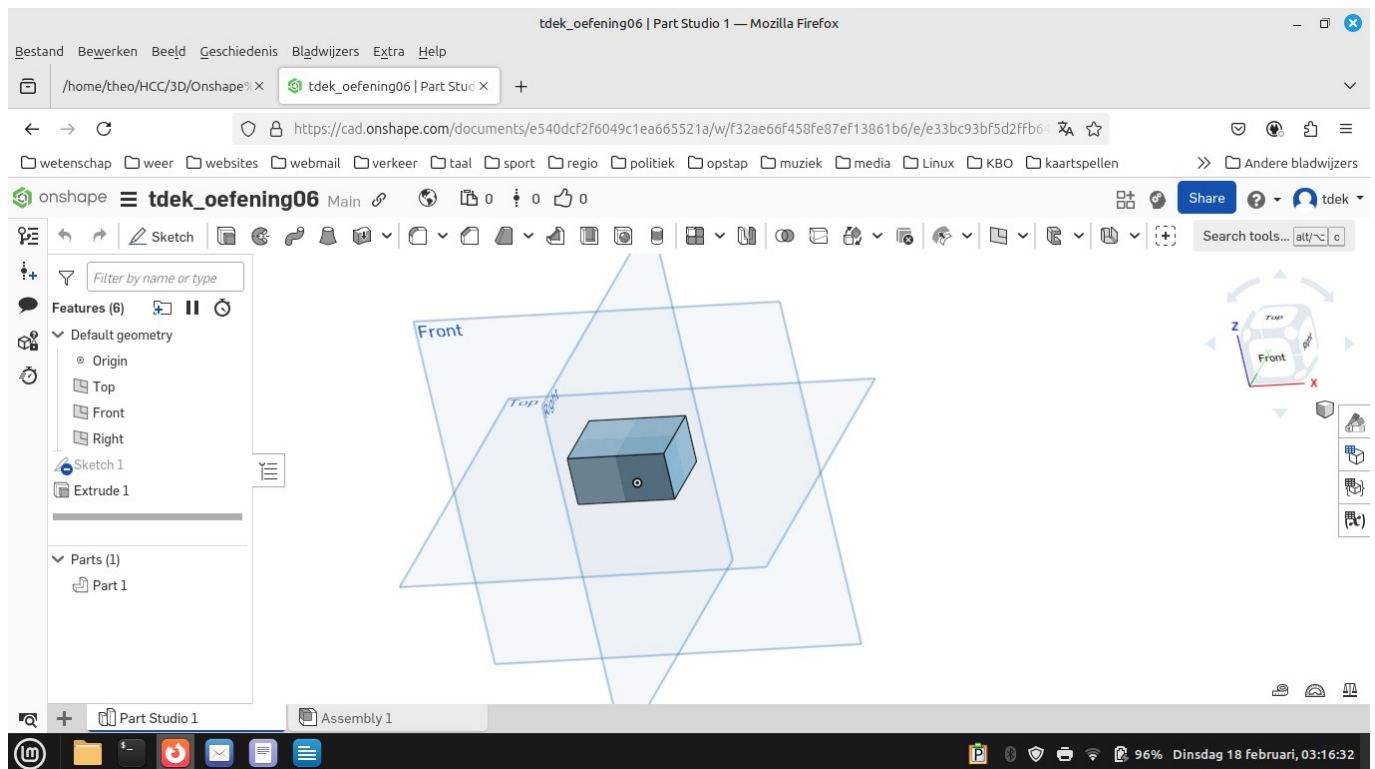 tdek_oefening06 | Part Studio 1 — Mozilla Firefox
Bestand Bewerken Beeld Geschiedenis Bladwijzers Extra Help
/home/theo/HCC/3D/Onshape% tdek_oefening06 | Part Stud
https://cad.onshape.com/documents/e540dcf2f6049c1ea665521a/w/f32ae66f458fe87ef13861b6/e/e33bc93bf5d2ffb64
wetenschap weer websites webmail verkeer taal sport regio politiek opstap muziek media Linux KBO kaartspellen Andere bladwijzers
onshape tdek_oefening06 Main 0 0 0 Share tdek
Sketch Search tools... alt/⌥ c
Filter by name or type
Features (6)
Default geometry
Origin
Top
Front
Right
Sketch 1
Extrude 1
Parts (1)
Part 1
Front
Top
Top
Z
Front
Right
X
(x)
Part Studio 1 Assembly 1
lm $_ P 96% Dinsdag 18 februari, 03:16:32